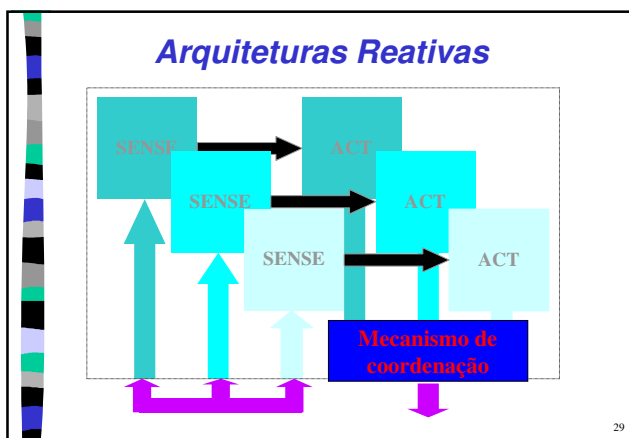 Arquiteturas Reativas
SENSE
ACT
SENSE
ACT
SENSE
ACT
Mecanismo de
coordenação
29